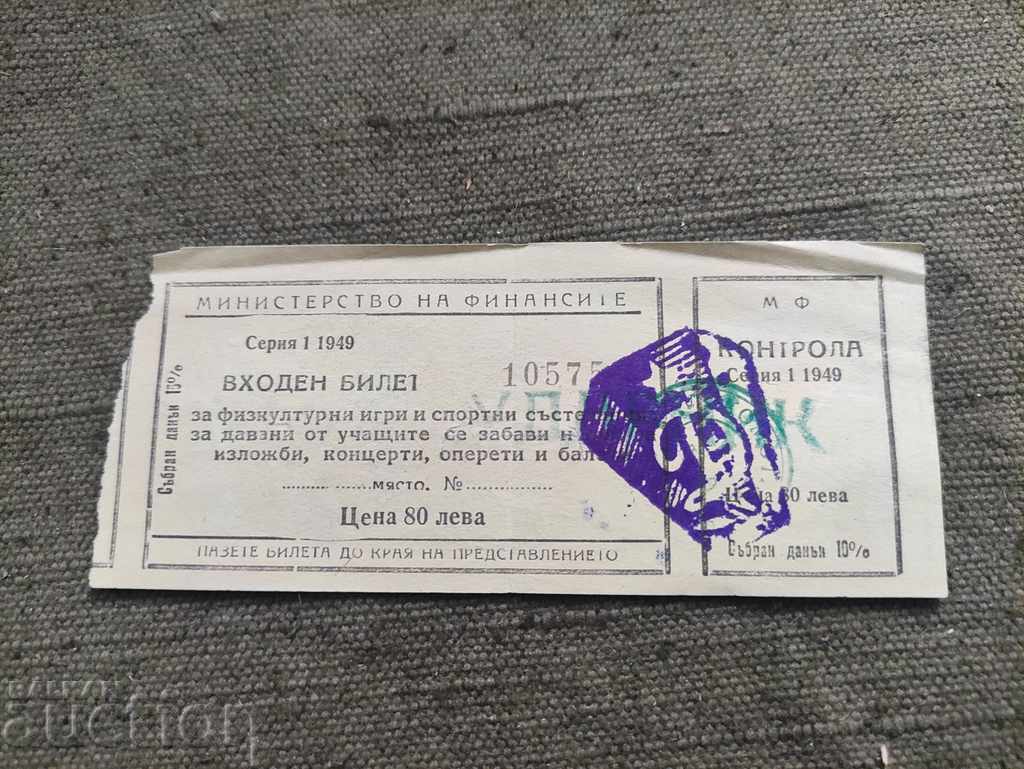 МИНИСТЕРСТВО НА ФИНАНСИТЕ
Серия 1 1949
ВХОДЕН БИЛЕТ
10575
за физкултурни игри и спортни
за давани от учащите се забави
изложби, концерти, оперети и
място. №
Цена 80 лева
ПАЗЕТЕ БИЛЕТА ДО КРАЯ НА ПРЕДСТАВЛЕНИЕТО
Събран данък 10%
М Ф
КОНТРОЛА
Серия 1 1949
Цена 80 лева
Събран данък 10%
БАЛКАН
auction